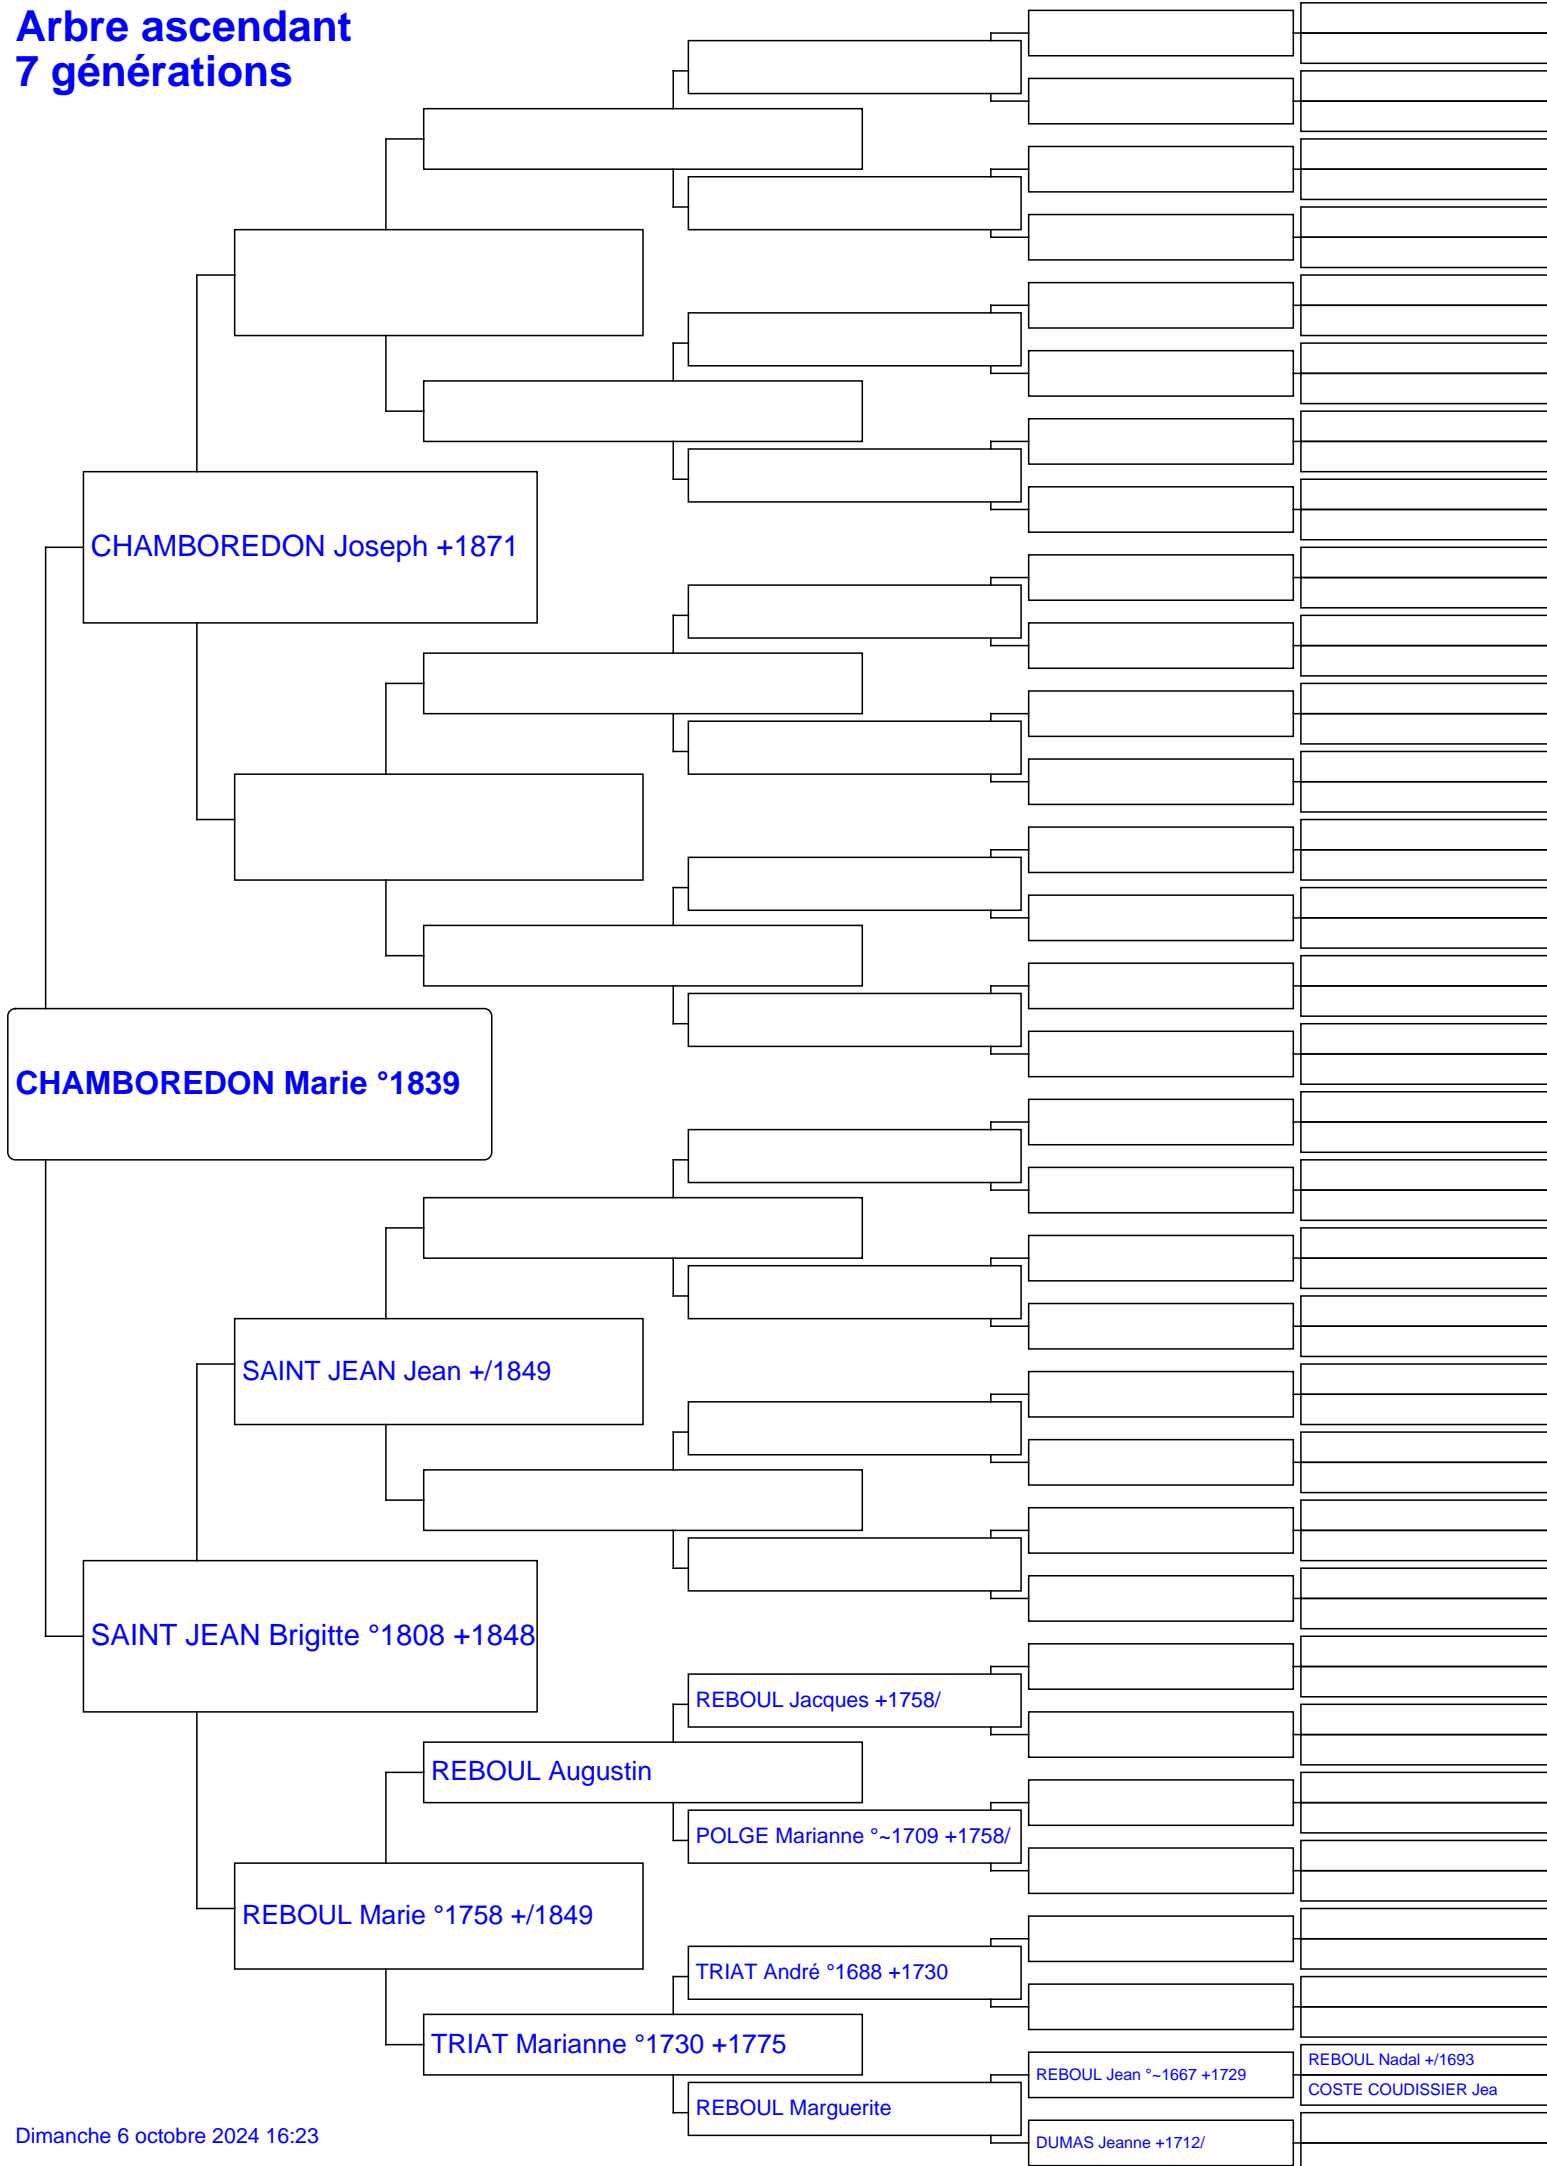 Arbre ascendant
7 générations
CHAMBOREDON Joseph +1871
CHAMBOREDON Marie °1839
SAINT JEAN Jean +/1849
SAINT JEAN Brigitte °1808 +1848
REBOUL Jacques +1758/
REBOUL Augustin
POLGE Marianne °~1709 +1758/
REBOUL Marie °1758 +/1849
TRIAT André °1688 +1730
TRIAT Marianne °1730 +1775
REBOUL Nadal +/1693
REBOUL Jean °~1667 +1729
COSTE COUDISSIER Jea
REBOUL Marguerite
DUMAS Jeanne +1712/
Dimanche 6 octobre 2024 16:23